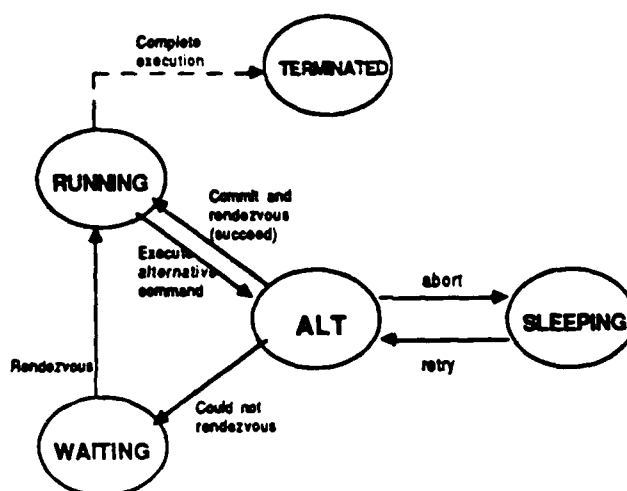 Complete
execution
TERMINATED
RUNNING
Commit and
rendezvous
(succeed)
Execute
alternative
command
ALT
abort
SLEEPING
retry
Rendezvous
Could not
rendezvous
WAITING